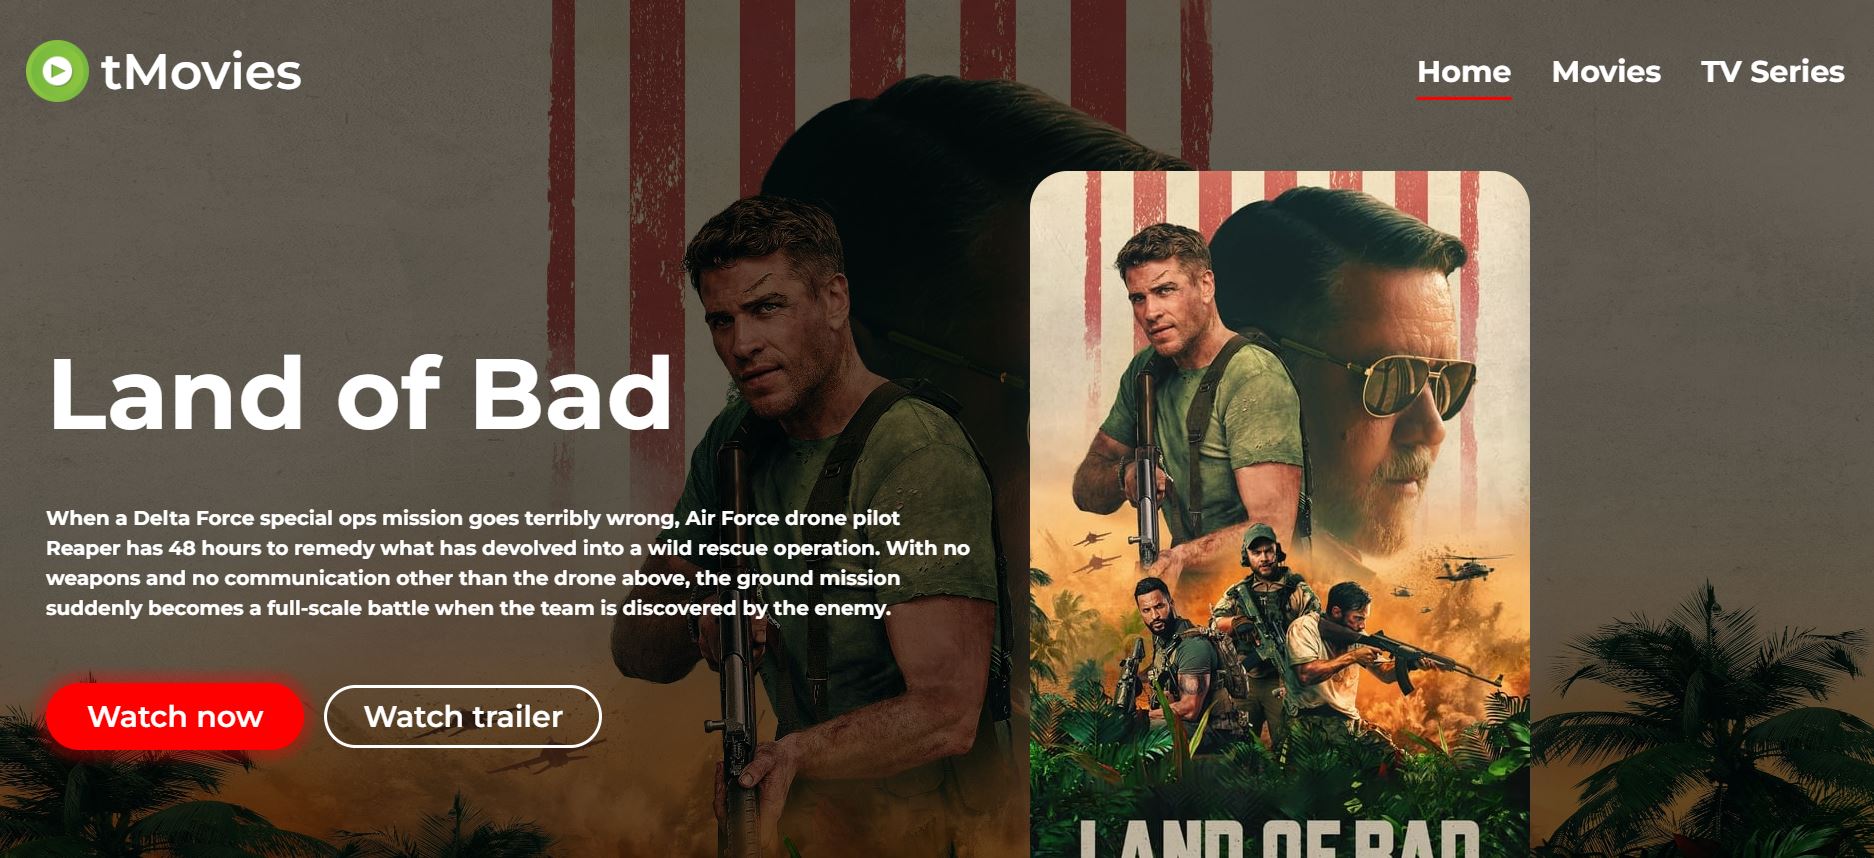 tMovies
Home
Movies
TV Series
Land of Bad
When a Delta Force special ops mission goes terribly wrong, Air Force drone pilot
Reaper has 48 hours to remedy what has devolved into a wild rescue operation. With no
weapons and no communication other than the drone above, the ground mission
suddenly becomes a full-scale battle when the team is discovered by the enemy.
Watch now
Watch trailer
LAND OF BAD